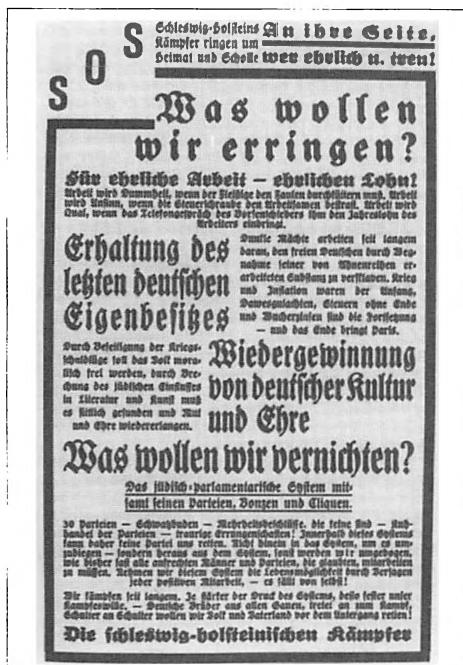 SOS
Schleswig-Holsteins
Kämpfer ringen um
Heimat und Scholle
An ihre Seite,
wer ehrlich u. treu!
Was wollen
wir erringen?
Für ehrliche Arbeit – ehrlichen Lohn!
Arbeit wird Dummheit, wenn der Fleißige den Faulen durchfüttern muß. Arbeit
wird Unsinn, wenn die Steuerschraube den Arbeitsamen bestraft. Arbeit wird
Qual, wenn das Telefongespräch des Börsenschiebers ihm den Jahreslohn des
Arbeiters einbringt.
Erhaltung des
letzten deutschen
Eigenbesitzes
Dunkle Mächte arbeiten seit langem
daran, den freien Deutschen durch Weg-
nahme seiner von Ahnenreihen er-
arbeiteten Substanz zu versklaven. Krieg
und Inflation waren der Anfang,
Dawesgutachten, Steuern ohne Ende
und Wucherzinsen sind die Fortsetzung
– und das Ende bringt Paris.
Durch Beseitigung der Kriegs-
schuldlüge soll das Volk mora-
lisch frei werden, durch Bre-
chung des jüdischen Einflusses
in Literatur und Kunst muß
es sittlich gesunden und Mut
und Ehre wiedererlangen.
Wiedergewinnung
von deutscher Kultur
und Ehre
Was wollen wir vernichten?
Das jüdisch-parlamentarische System mit-
samt seinen Parteien, Bonzen und Cliquen.
30 Parteien – Schwatzbuden – Mehrheitsbeschlüsse, die keine sind – Kuh-
handel der Parteien – traurige Errungenschaften! Innerhalb dieses Systems
kann daher keine Partei uns retten. Nicht hinein in das System, um es um-
zubiegen – sondern heraus aus dem System, sonst werden wir umgebogen,
wie bisher fast alle aufrechten Männer und Parteien, die glaubten, mitarbeiten
zu müssen. Nehmen wir diesem System die Lebensmöglichkeit durch Versagen
jeder positiven Mitarbeit, – es fällt von selbst!
Wir kämpfen seit langem. Je stärker der Druck des Systems, desto fester unser
Kampfeswille. – Deutsche Brüder aus allen Gauen, tretet an zum Kampf,
Schulter an Schulter wollen wir Volk und Vaterland vor dem Untergang retten!
Die schleswig-holsteinischen Kämpfer